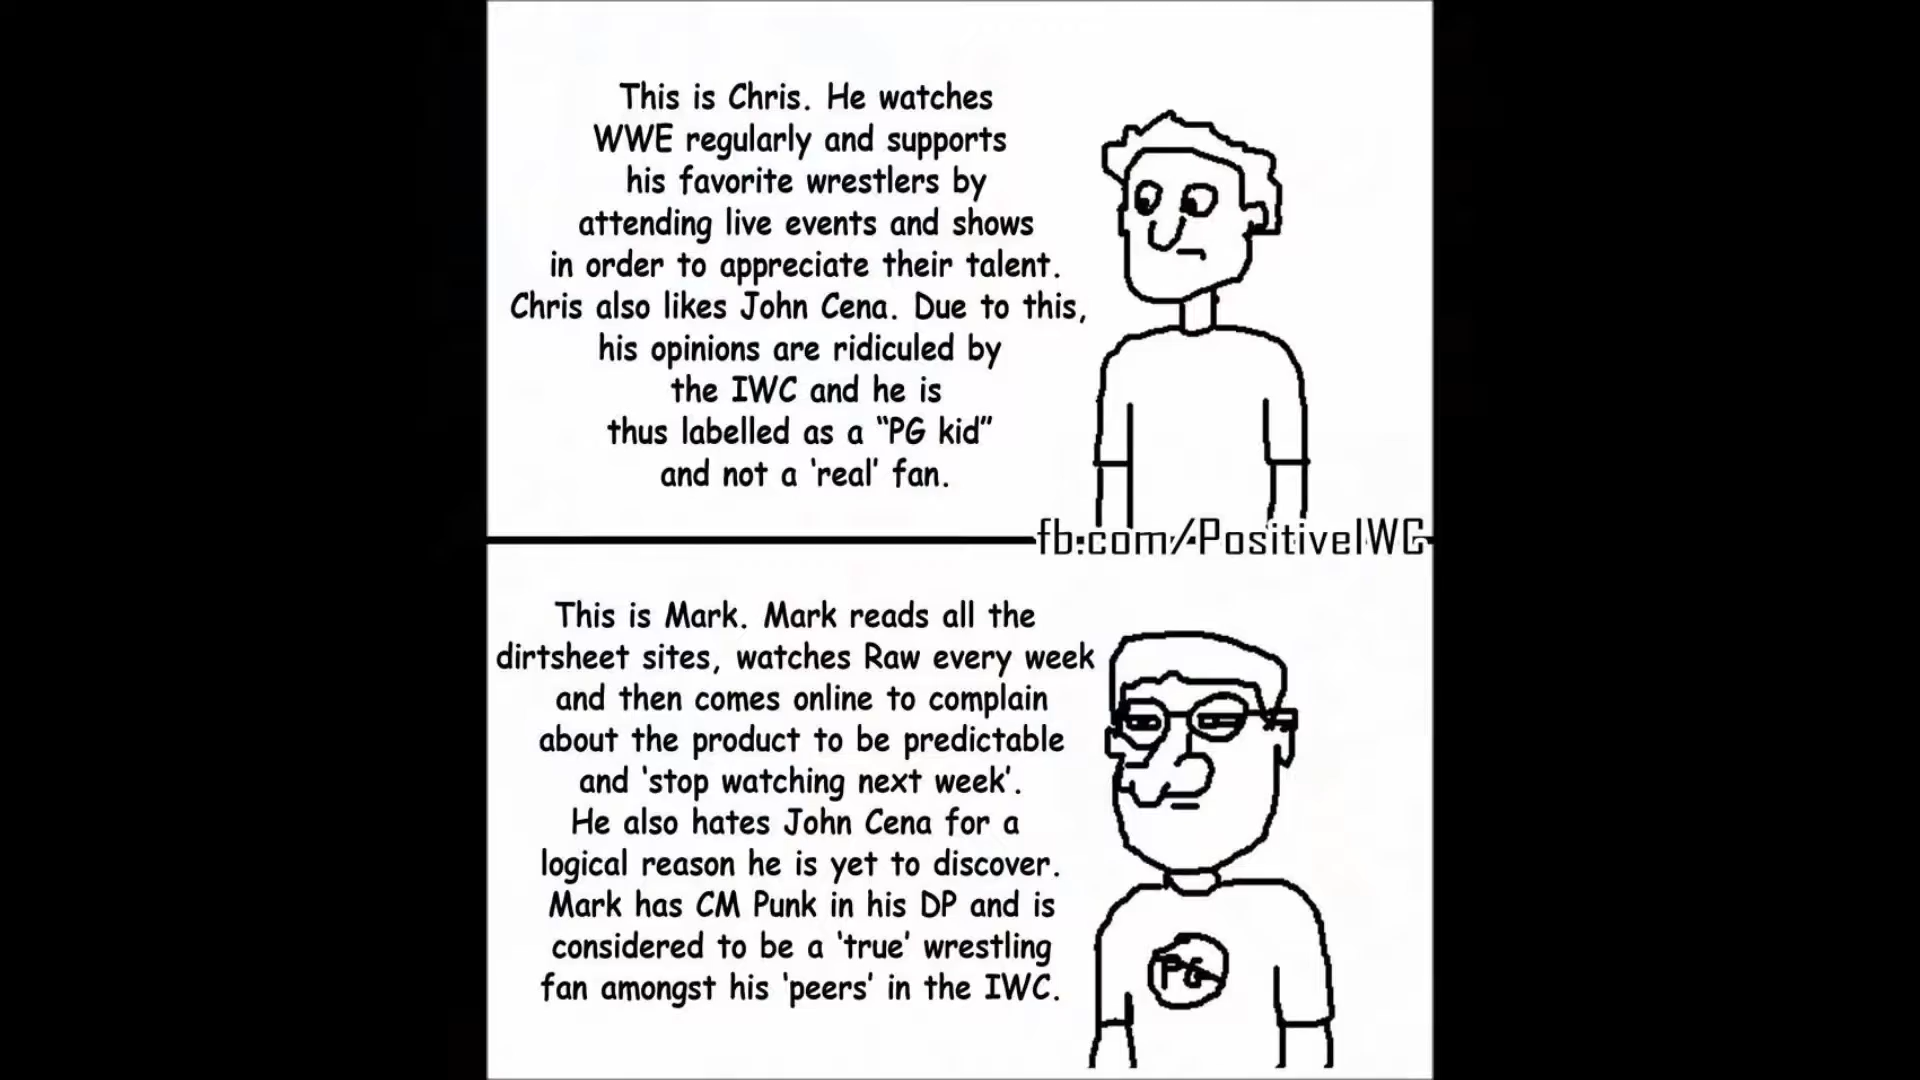 This is Chris. He watches
WWE regularly and supports
his favorite wrestlers by
attending live events and shows
in order to appreciate their talent.
Chris also likes John Cena. Due to this,
his opinions are ridiculed by
the IWC and he is
thus labelled as a “PG kid”
and not a ‘real’ fan.
fb.com/PositiveIWC
This is Mark. Mark reads all the
dirtsheet sites, watches Raw every week
and then comes online to complain
about the product to be predictable
and ‘stop watching next week’.
He also hates John Cena for a
logical reason he is yet to discover.
Mark has CM Punk in his DP and is
considered to be a ‘true’ wrestling
fan amongst his ‘peers’ in the IWC.
PG